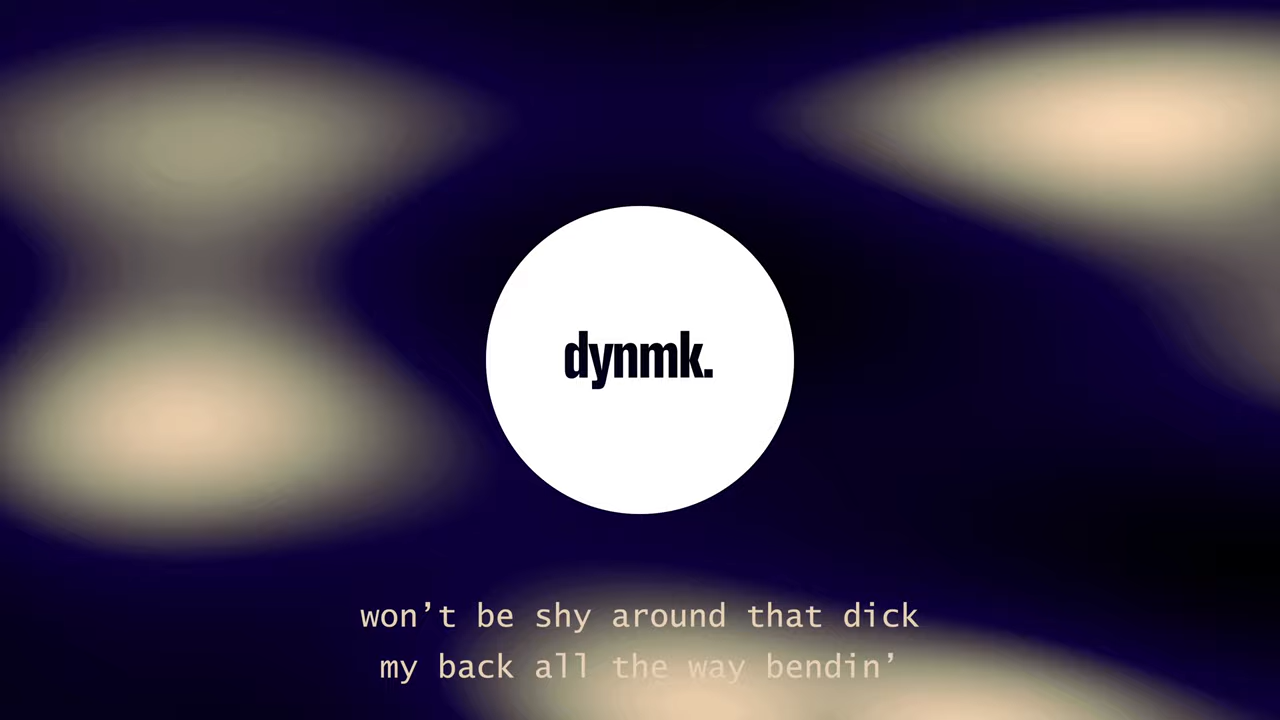 dynmk.
won’t be shy around that dick
my back all the way bendin’